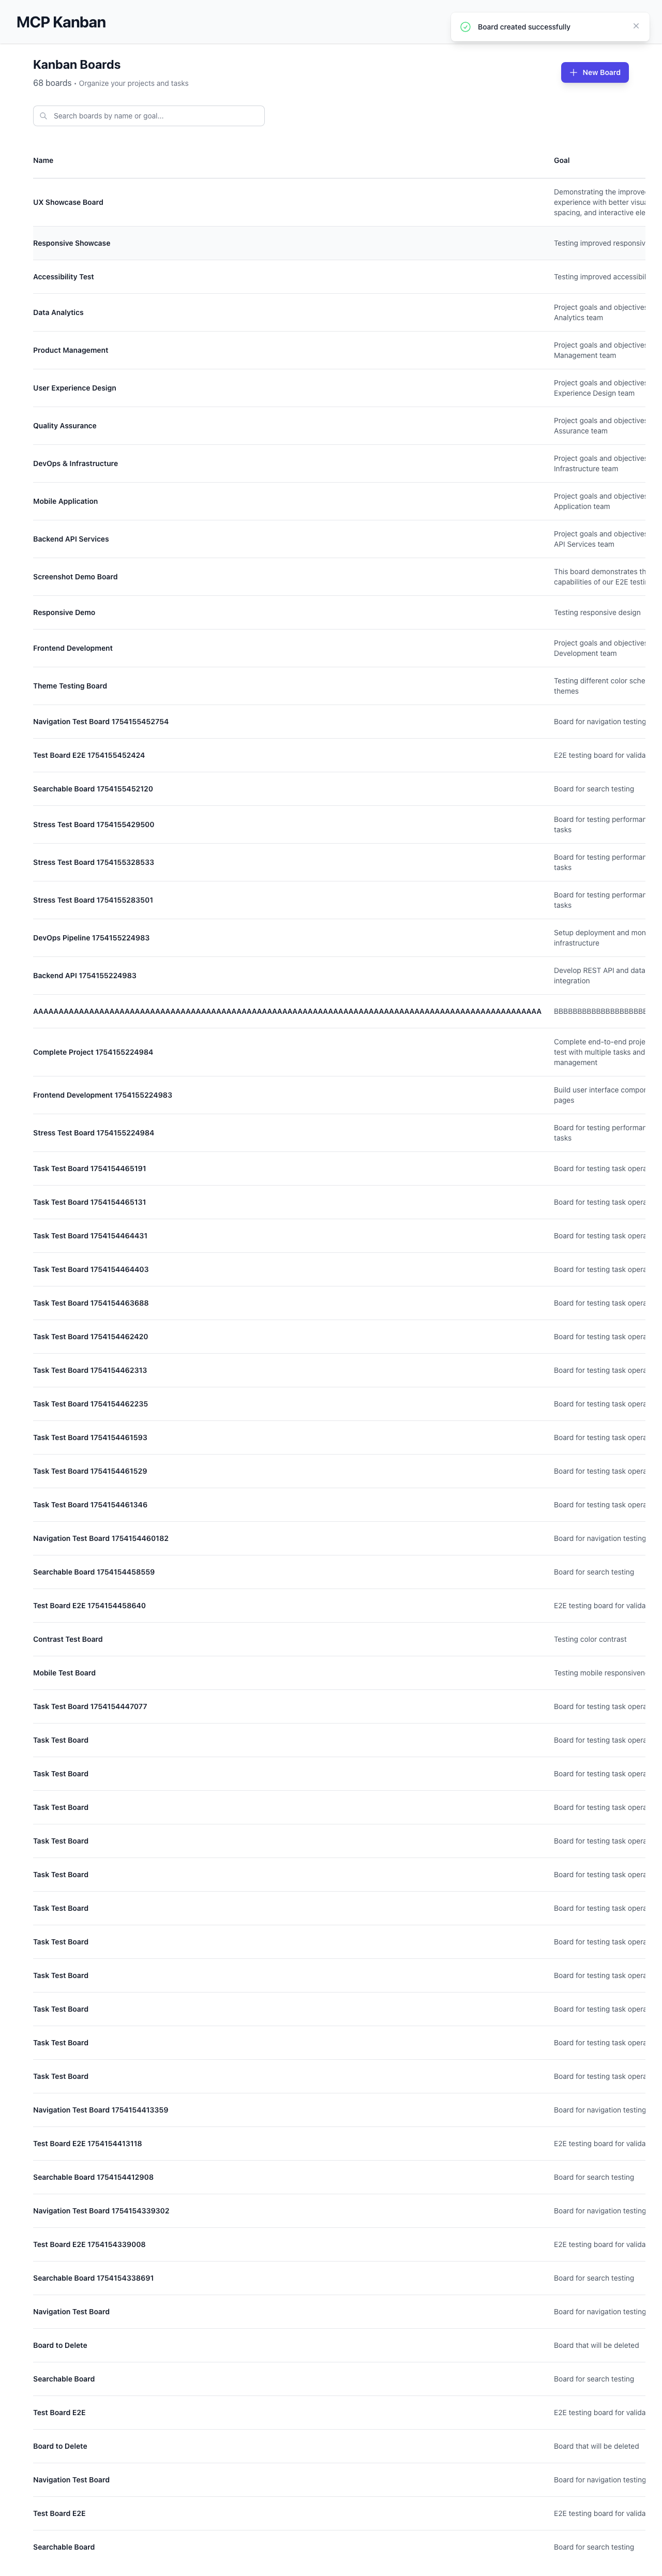 MCP Kanban
Board created successfully
Kanban Boards
68 boards • Organize your projects and tasks
New Board
Search boards by name or goal...
Name Goal
UX Showcase Board
Demonstrating the improve
experience with better visu
spacing, and interactive ele
Responsive Showcase Testing improved responsiv
Accessibility Test Testing improved accessibil
Data Analytics
Project goals and objective
Analytics team
Product Management
Project goals and objective
Management team
User Experience Design
Project goals and objective
Experience Design team
Quality Assurance
Project goals and objective
Assurance team
DevOps & Infrastructure
Project goals and objective
Infrastructure team
Mobile Application
Project goals and objective
Application team
Backend API Services
Project goals and objective
API Services team
Screenshot Demo Board
This board demonstrates th
capabilities of our E2E testi
Responsive Demo Testing responsive design
Frontend Development
Project goals and objective
Development team
Theme Testing Board
Testing different color sche
themes
Navigation Test Board 1754155452754 Board for navigation testing
Test Board E2E 1754155452424 E2E testing board for valida
Searchable Board 1754155452120 Board for search testing
Stress Test Board 1754155429500
Board for testing performar
tasks
Stress Test Board 1754155328533
Board for testing performar
tasks
Stress Test Board 1754155283501
Board for testing performar
tasks
DevOps Pipeline 1754155224983
Setup deployment and mon
infrastructure
Backend API 1754155224983
Develop REST API and data
integration
Complete Project 1754155224984
Complete end-to-end proje
test with multiple tasks and
management
Frontend Development 1754155224983
Build user interface compor
pages
Stress Test Board 1754155224984
Board for testing performar
tasks
Task Test Board 1754154465191 Board for testing task opera
Task Test Board 1754154465131 Board for testing task opera
Task Test Board 1754154464431 Board for testing task opera
Task Test Board 1754154464403 Board for testing task opera
Task Test Board 1754154463688 Board for testing task opera
Task Test Board 1754154462420 Board for testing task opera
Task Test Board 1754154462313 Board for testing task opera
Task Test Board 1754154462235 Board for testing task opera
Task Test Board 1754154461593 Board for testing task opera
Task Test Board 1754154461529 Board for testing task opera
Task Test Board 1754154461346 Board for testing task opera
Navigation Test Board 1754154460182 Board for navigation testing
Searchable Board 1754154458559 Board for search testing
Test Board E2E 1754154458640 E2E testing board for valida
Contrast Test Board Testing color contrast
Mobile Test Board Testing mobile responsiven
Task Test Board 1754154447077 Board for testing task opera
Task Test Board Board for testing task opera
Task Test Board Board for testing task opera
Task Test Board Board for testing task opera
Task Test Board Board for testing task opera
Task Test Board Board for testing task opera
Task Test Board Board for testing task opera
Task Test Board Board for testing task opera
Task Test Board Board for testing task opera
Task Test Board Board for testing task opera
Task Test Board Board for testing task opera
Task Test Board Board for testing task opera
Navigation Test Board 1754154413359 Board for navigation testing
Test Board E2E 1754154413118 E2E testing board for valida
Searchable Board 1754154412908 Board for search testing
Navigation Test Board 1754154339302 Board for navigation testing
Test Board E2E 1754154339008 E2E testing board for valida
Searchable Board 1754154338691 Board for search testing
Navigation Test Board Board for navigation testing
Board to Delete Board that will be deleted
Searchable Board Board for search testing
Test Board E2E E2E testing board for valida
Board to Delete Board that will be deleted
Navigation Test Board Board for navigation testing
Test Board E2E E2E testing board for valida
Searchable Board Board for search testing